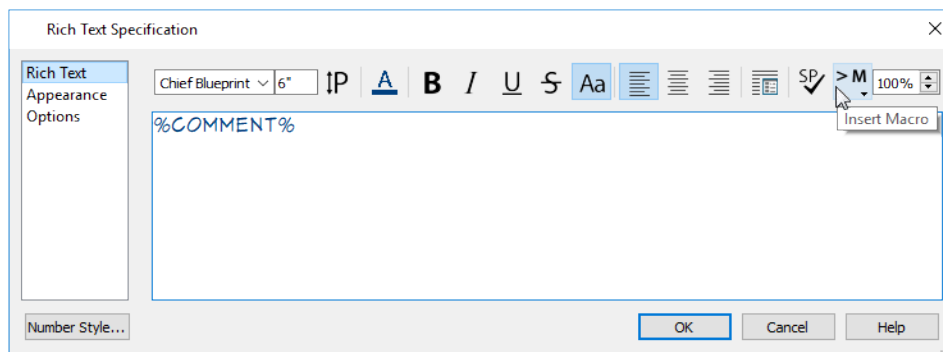 Rich Text Specification
Rich Text
Appearance
Options
Chief Blueprint 6" P A B I U S Aa SP >M 100%
Insert Macro
%COMMENT%
Number Style...
OK Cancel Help